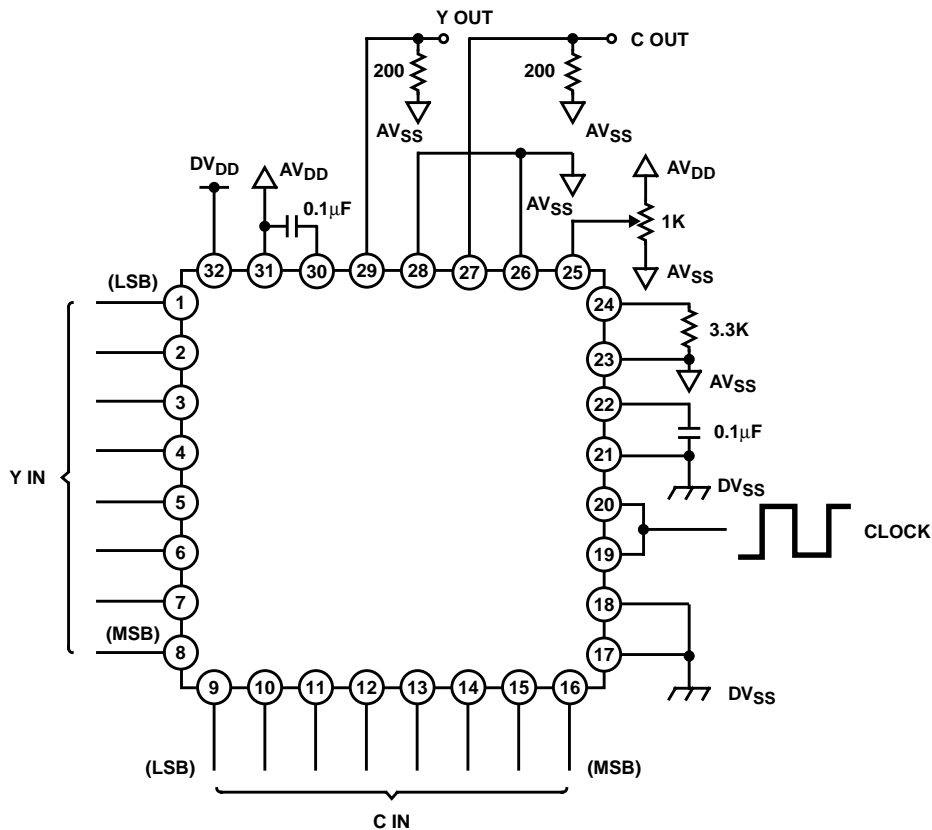 Y OUT
C OUT
200
200
AVSS
AVSS
DVDD
AVDD
AVDD
0.1µF
AVSS
1K
AVSS
32 31 30 29 28 27 26 25
(LSB)
1
2
3
4
5
6
7
8
(MSB)
Y IN
24
23
22
21
20
19
18
17
3.3K
AVSS
0.1µF
DVSS
CLOCK
DVSS
9 10 11 12 13 14 15 16
(LSB)
(MSB)
C IN